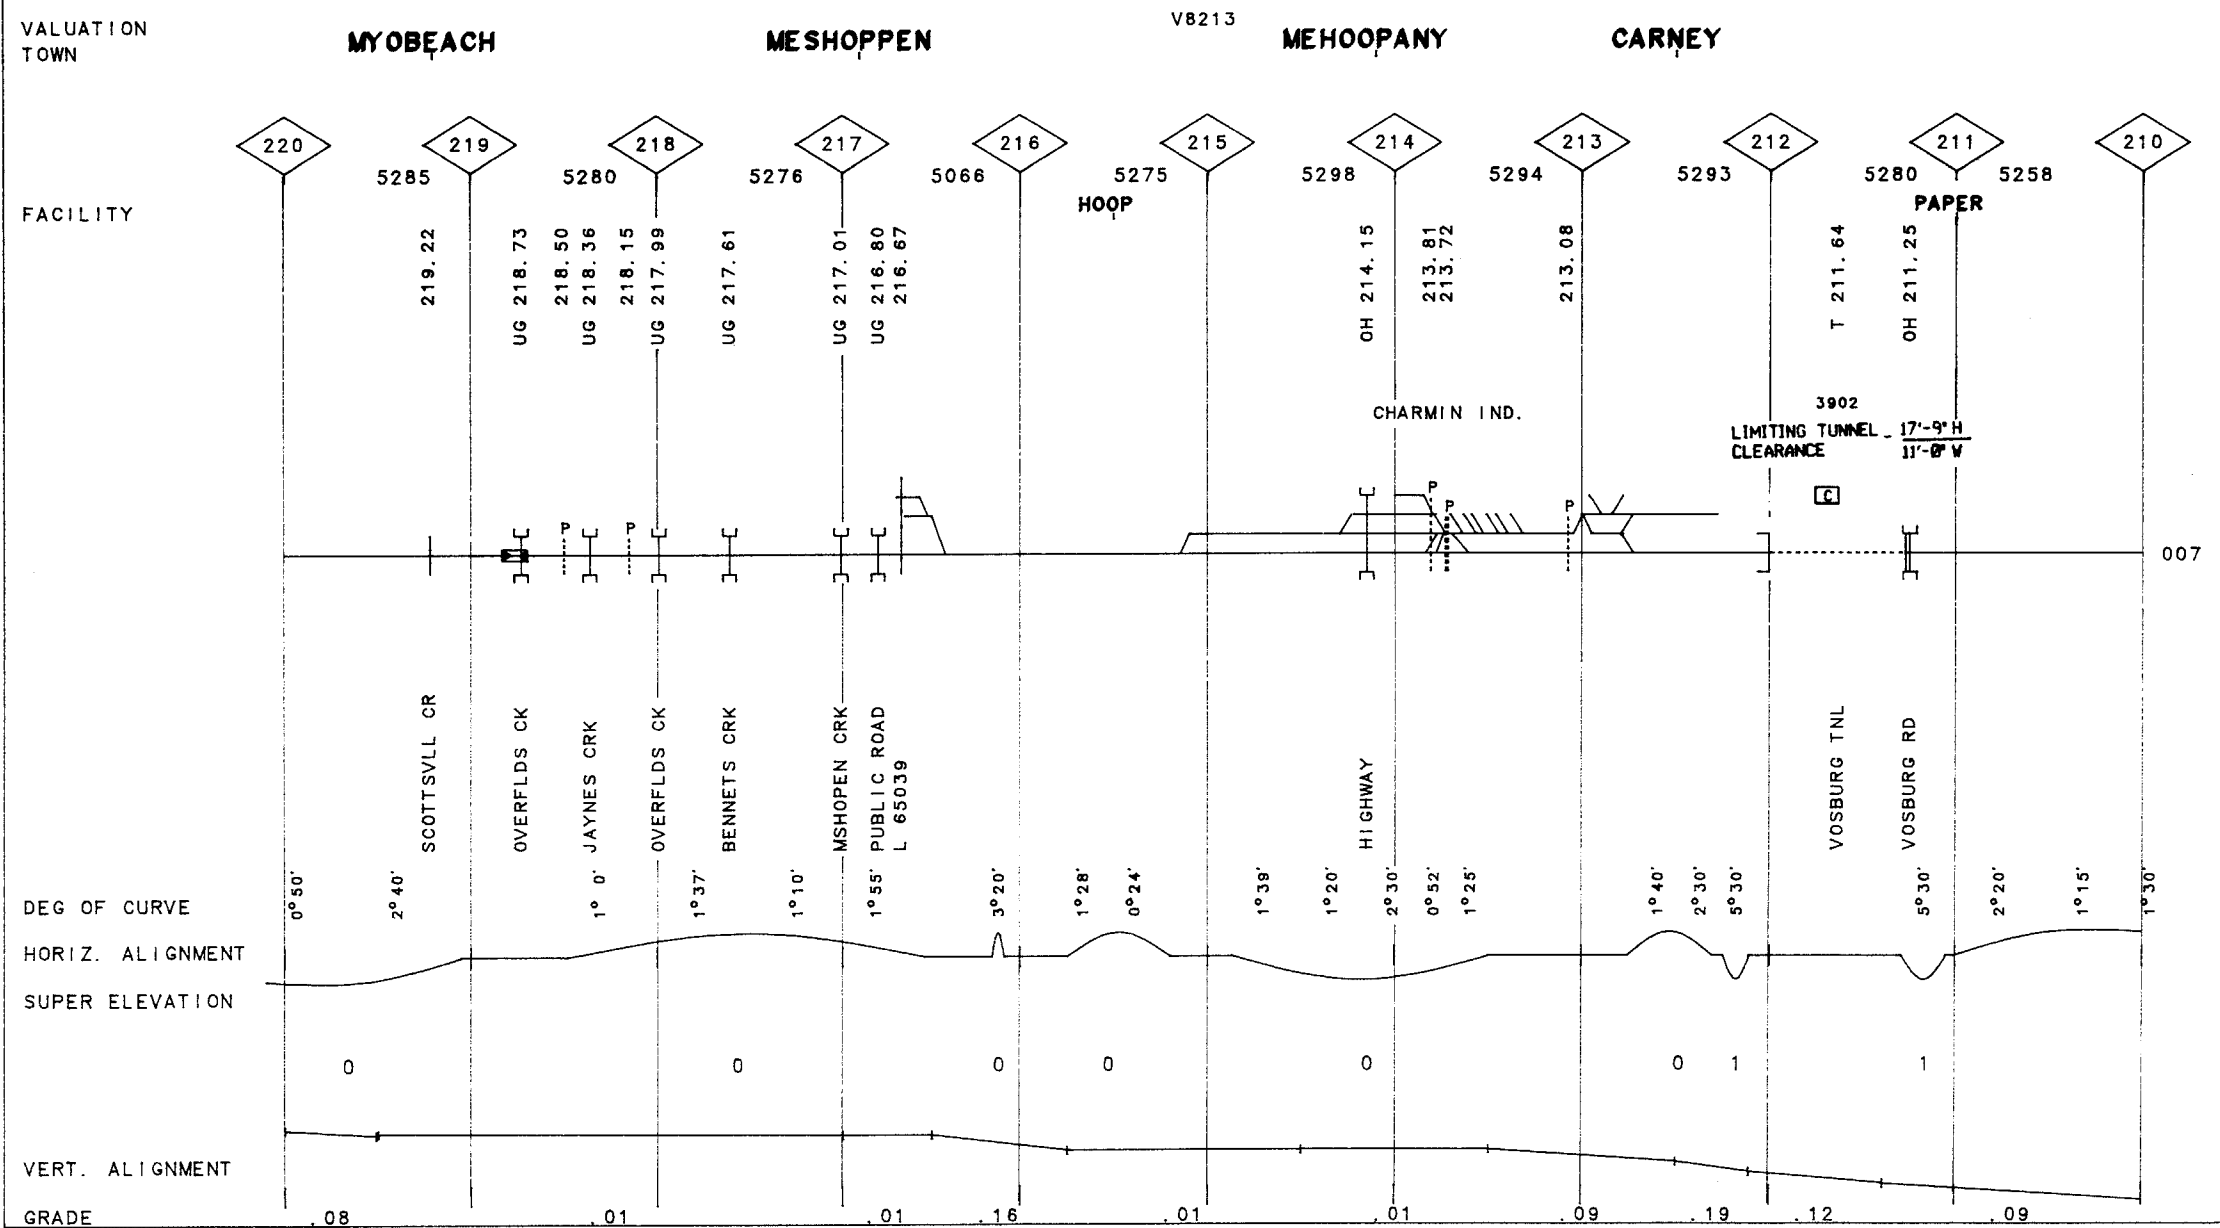 V8213
VALUATION
TOWN
MYOBEACH MESHOPPEN MEHOOPANY CARNEY
220 219 218 217 216 215 214 213 212 211 210
5285 5280 5276 5066 5275 5298 5294 5293 5280 5258
FACILITY
HOOP PAPER
219.22
UG 218.73
218.50
UG 218.36
218.15
UG 217.99
UG 217.61
UG 217.01
UG 216.80
216.67
OH 214.15
213.81
213.72
213.08
T 211.64
OH 211.25
CHARMIN IND.
3902
LIMITING TUNNEL - 17'-9" H
CLEARANCE 11'-0" W
C
P P P P P
007
SCOTTSVLL CR
OVERFLDS CK
JAYNES CRK
OVERFLDS CK
BENNETS CRK
MSHOPEN CRK
PUBLIC ROAD
L 65039
HIGHWAY
VOSBURG TNL
VOSBURG RD
DEG OF CURVE
0°50' 2°40' 1° 0' 1°37' 1°10' 1°55' 3°20' 1°28' 0°24' 1°39' 1°20' 2°30' 0°52' 1°25' 1°40' 2°30' 5°30' 5°30' 2°20' 1°15' 1°30'
HORIZ. ALIGNMENT
SUPER ELEVATION
0 0 0 0 0 0 1 1
VERT. ALIGNMENT
GRADE .08 .01 .01 .16 .01 .01 .09 .19 .12 .09